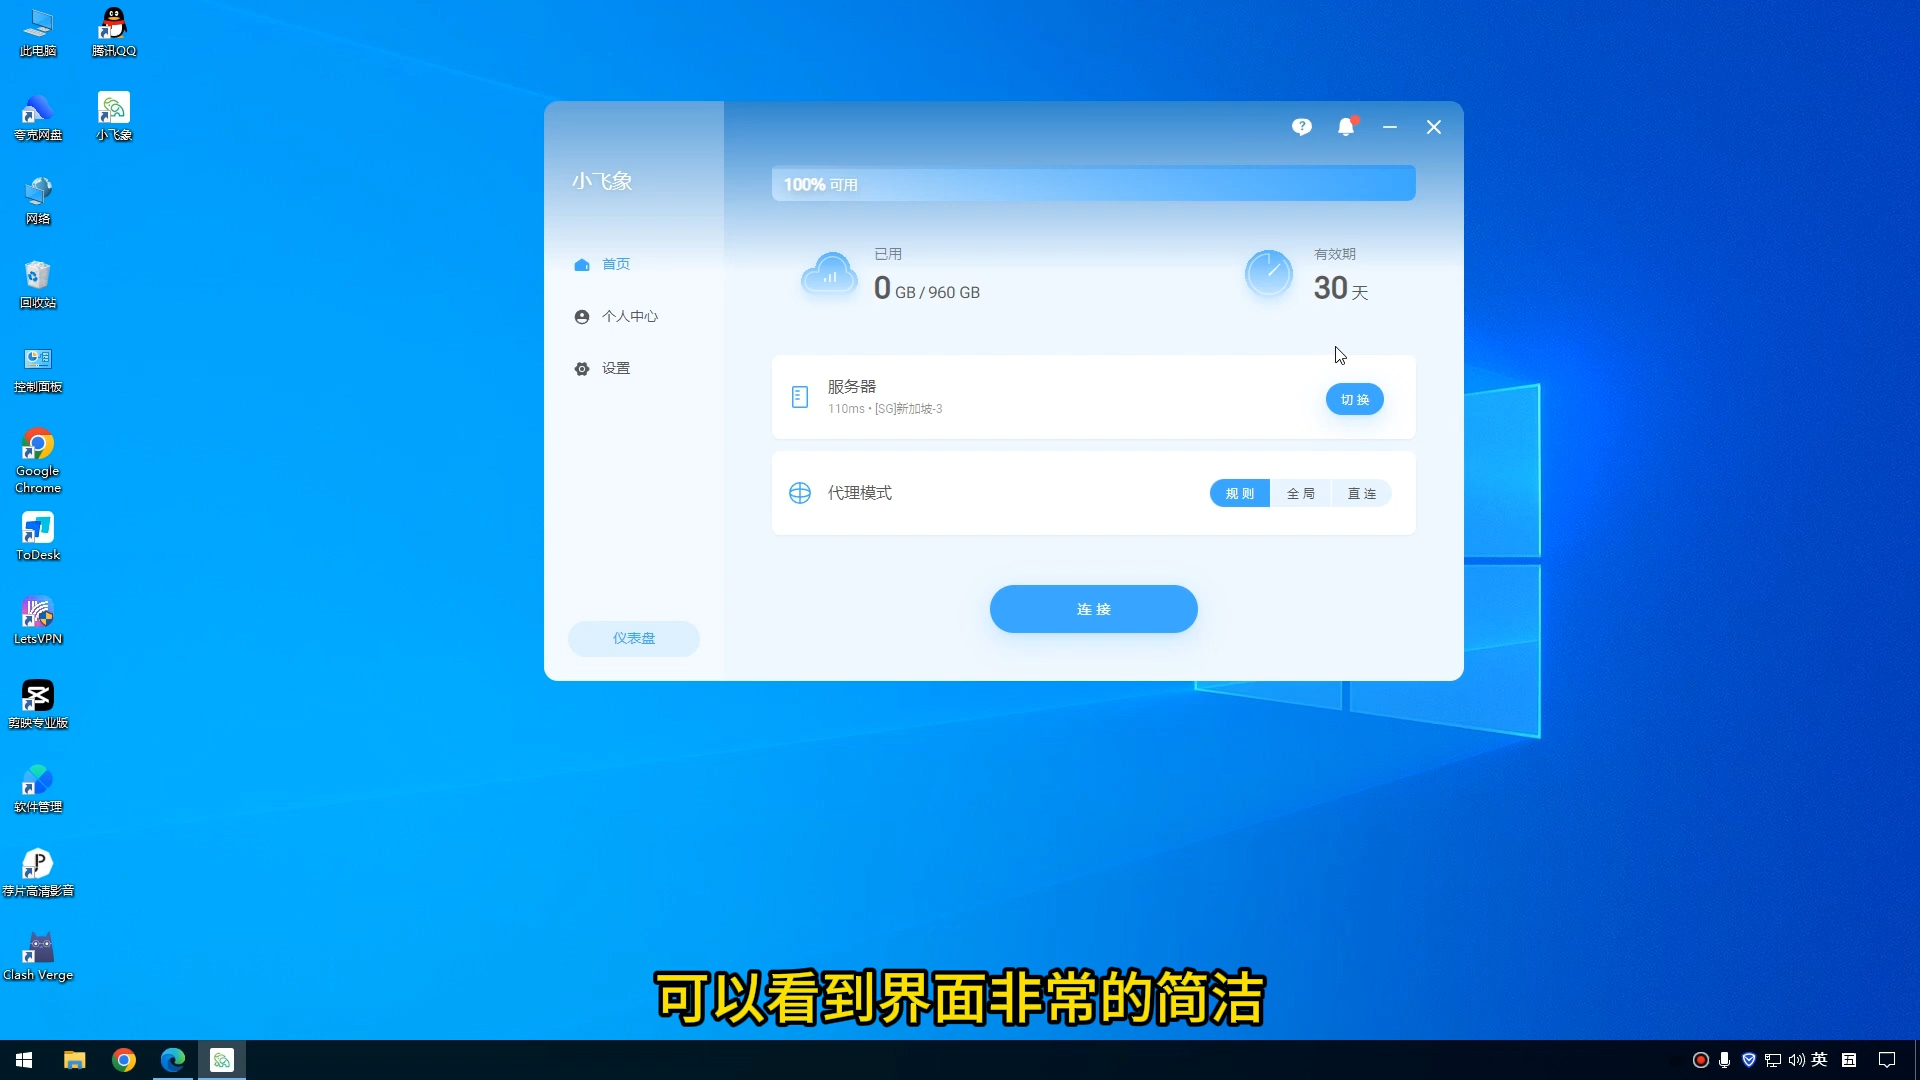 此电脑
腾讯QQ
夸克网盘
小飞象
网络
回收站
控制面板
Google
Chrome
ToDesk
LetsVPN
剪映专业版
软件管理
荐片高清影音
Clash Verge
小飞象
首页
个人中心
设置
仪表盘
100% 可用
已用
0 GB / 960 GB
有效期
30 天
服务器
110ms • [SG]新加坡-3
切换
代理模式
规则
全局
直连
连接
可以看到界面非常的简洁
英
五